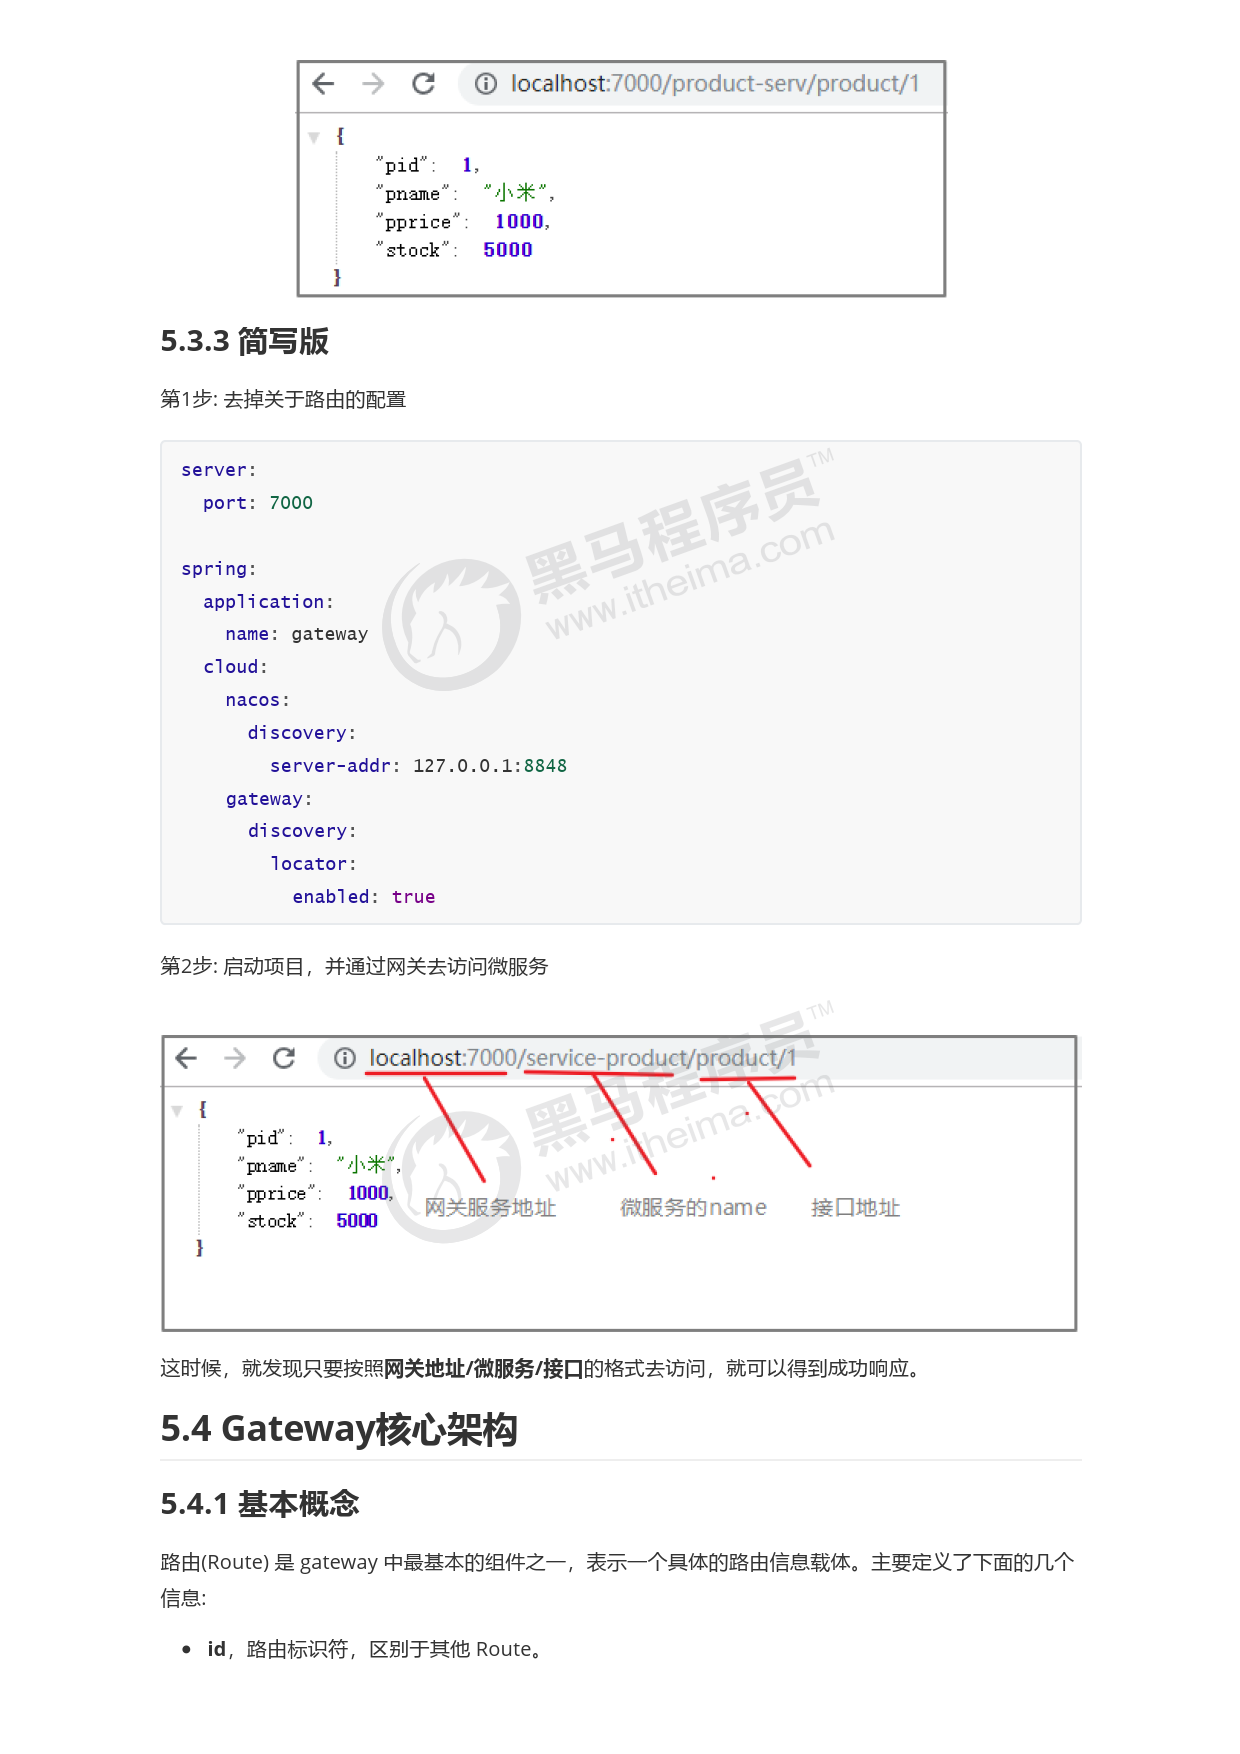 localhost:7000/product-serv/product/1
{
"pid": 1,
"pname": "小米",
"pprice": 1000,
"stock": 5000
}
5.3.3 简写版
第1步: 去掉关于路由的配置
server:
  port: 7000
spring:
  application:
    name: gateway
  cloud:
    nacos:
      discovery:
        server-addr: 127.0.0.1:8848
    gateway:
      discovery:
        locator:
          enabled: true
黑马程序员™
www.itheima.com
第2步: 启动项目，并通过网关去访问微服务
localhost:7000/service-product/product/1
{
"pid": 1,
"pname": "小米",
"pprice": 1000,
"stock": 5000
}
网关服务地址 微服务的name 接口地址
黑马程序员™
www.itheima.com
这时候，就发现只要按照网关地址/微服务/接口的格式去访问，就可以得到成功响应。
5.4 Gateway核心架构
5.4.1 基本概念
路由(Route) 是 gateway 中最基本的组件之一，表示一个具体的路由信息载体。主要定义了下面的几个
信息:
• id，路由标识符，区别于其他 Route。